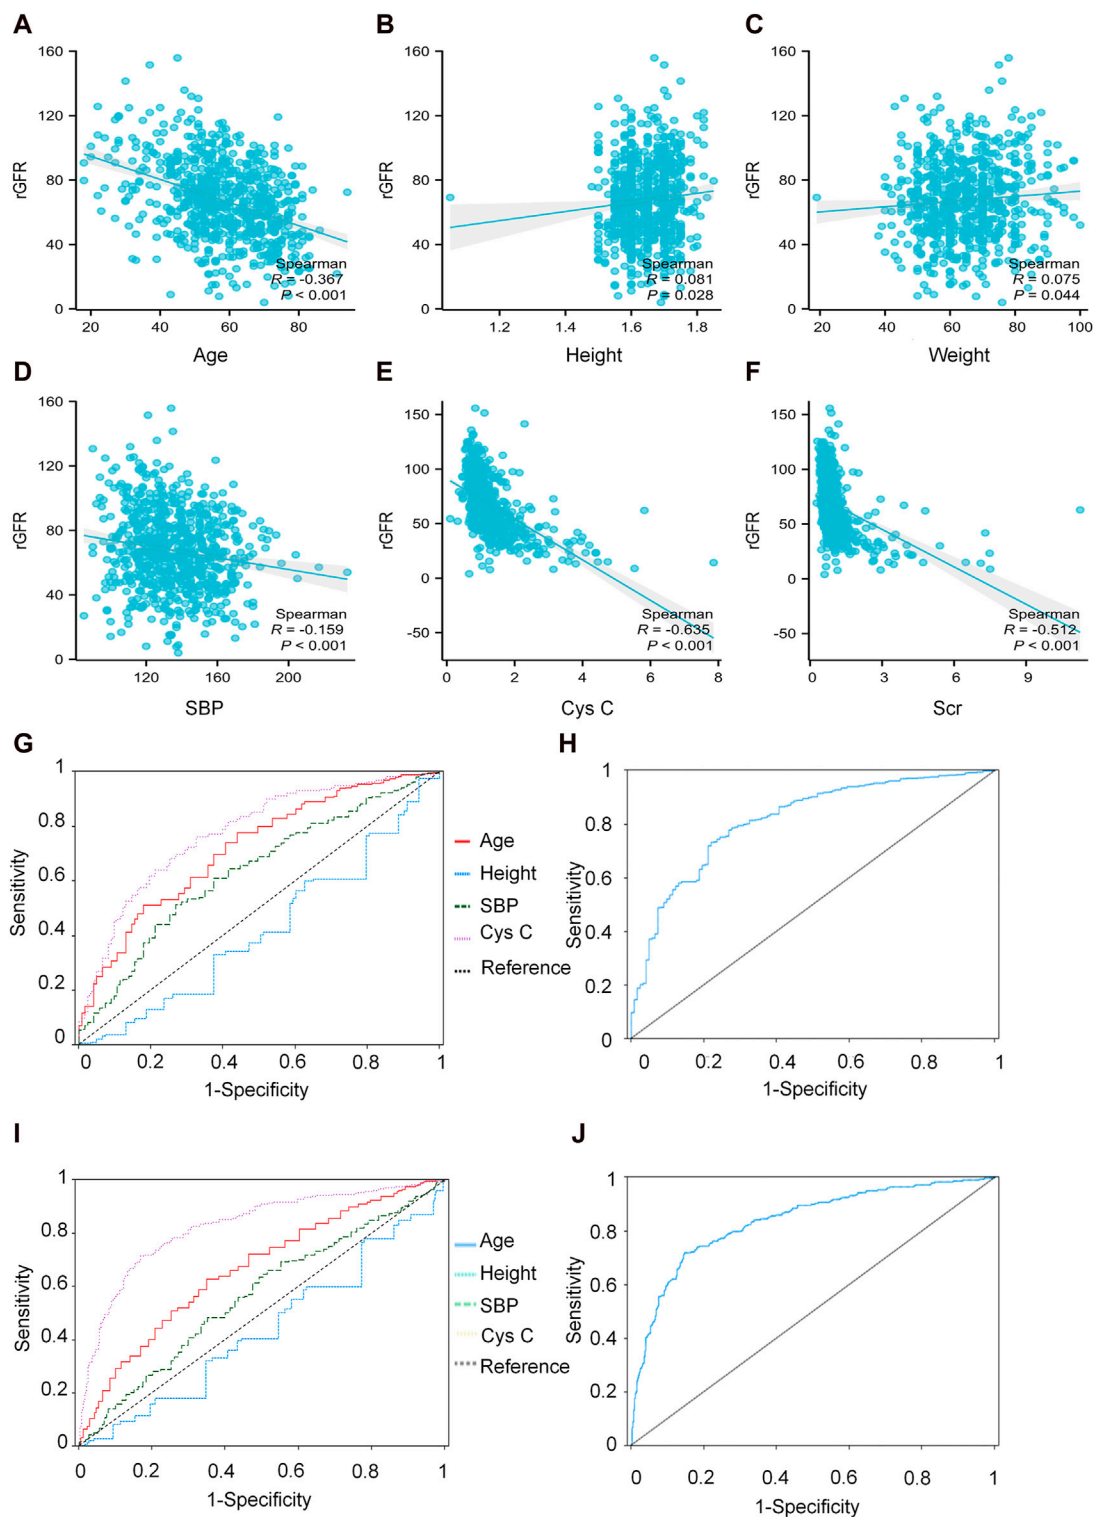 A
160
120
80
40
0
rGFR
20 40 60 80
Age
Spearman
R = -0.367
P < 0.001
B
160
120
80
40
0
rGFR
1.2 1.4 1.6 1.8
Height
Spearman
R = 0.081
P = 0.028
C
160
120
80
40
0
rGFR
20 40 60 80 100
Weight
Spearman
R = 0.075
P = 0.044
D
160
120
80
40
0
rGFR
120 160 200
SBP
Spearman
R = -0.159
P < 0.001
E
150
100
50
0
-50
rGFR
0 2 4 6 8
Cys C
Spearman
R = -0.635
P < 0.001
F
150
100
50
0
-50
rGFR
0 3 6 9
Scr
Spearman
R = -0.512
P < 0.001
G
1
0.8
0.6
0.4
0.2
0
Sensitivity
0 0.2 0.4 0.6 0.8 1
1-Specificity
Age
Height
SBP
Cys C
Reference
H
1
0.8
0.6
0.4
0.2
0
Sensitivity
0 0.2 0.4 0.6 0.8 1
1-Specificity
I
1
0.8
0.6
0.4
0.2
0
Sensitivity
0 0.2 0.4 0.6 0.8 1
1-Specificity
Age
Height
SBP
Cys C
Reference
J
1
0.8
0.6
0.4
0.2
0
Sensitivity
0 0.2 0.4 0.6 0.8 1
1-Specificity